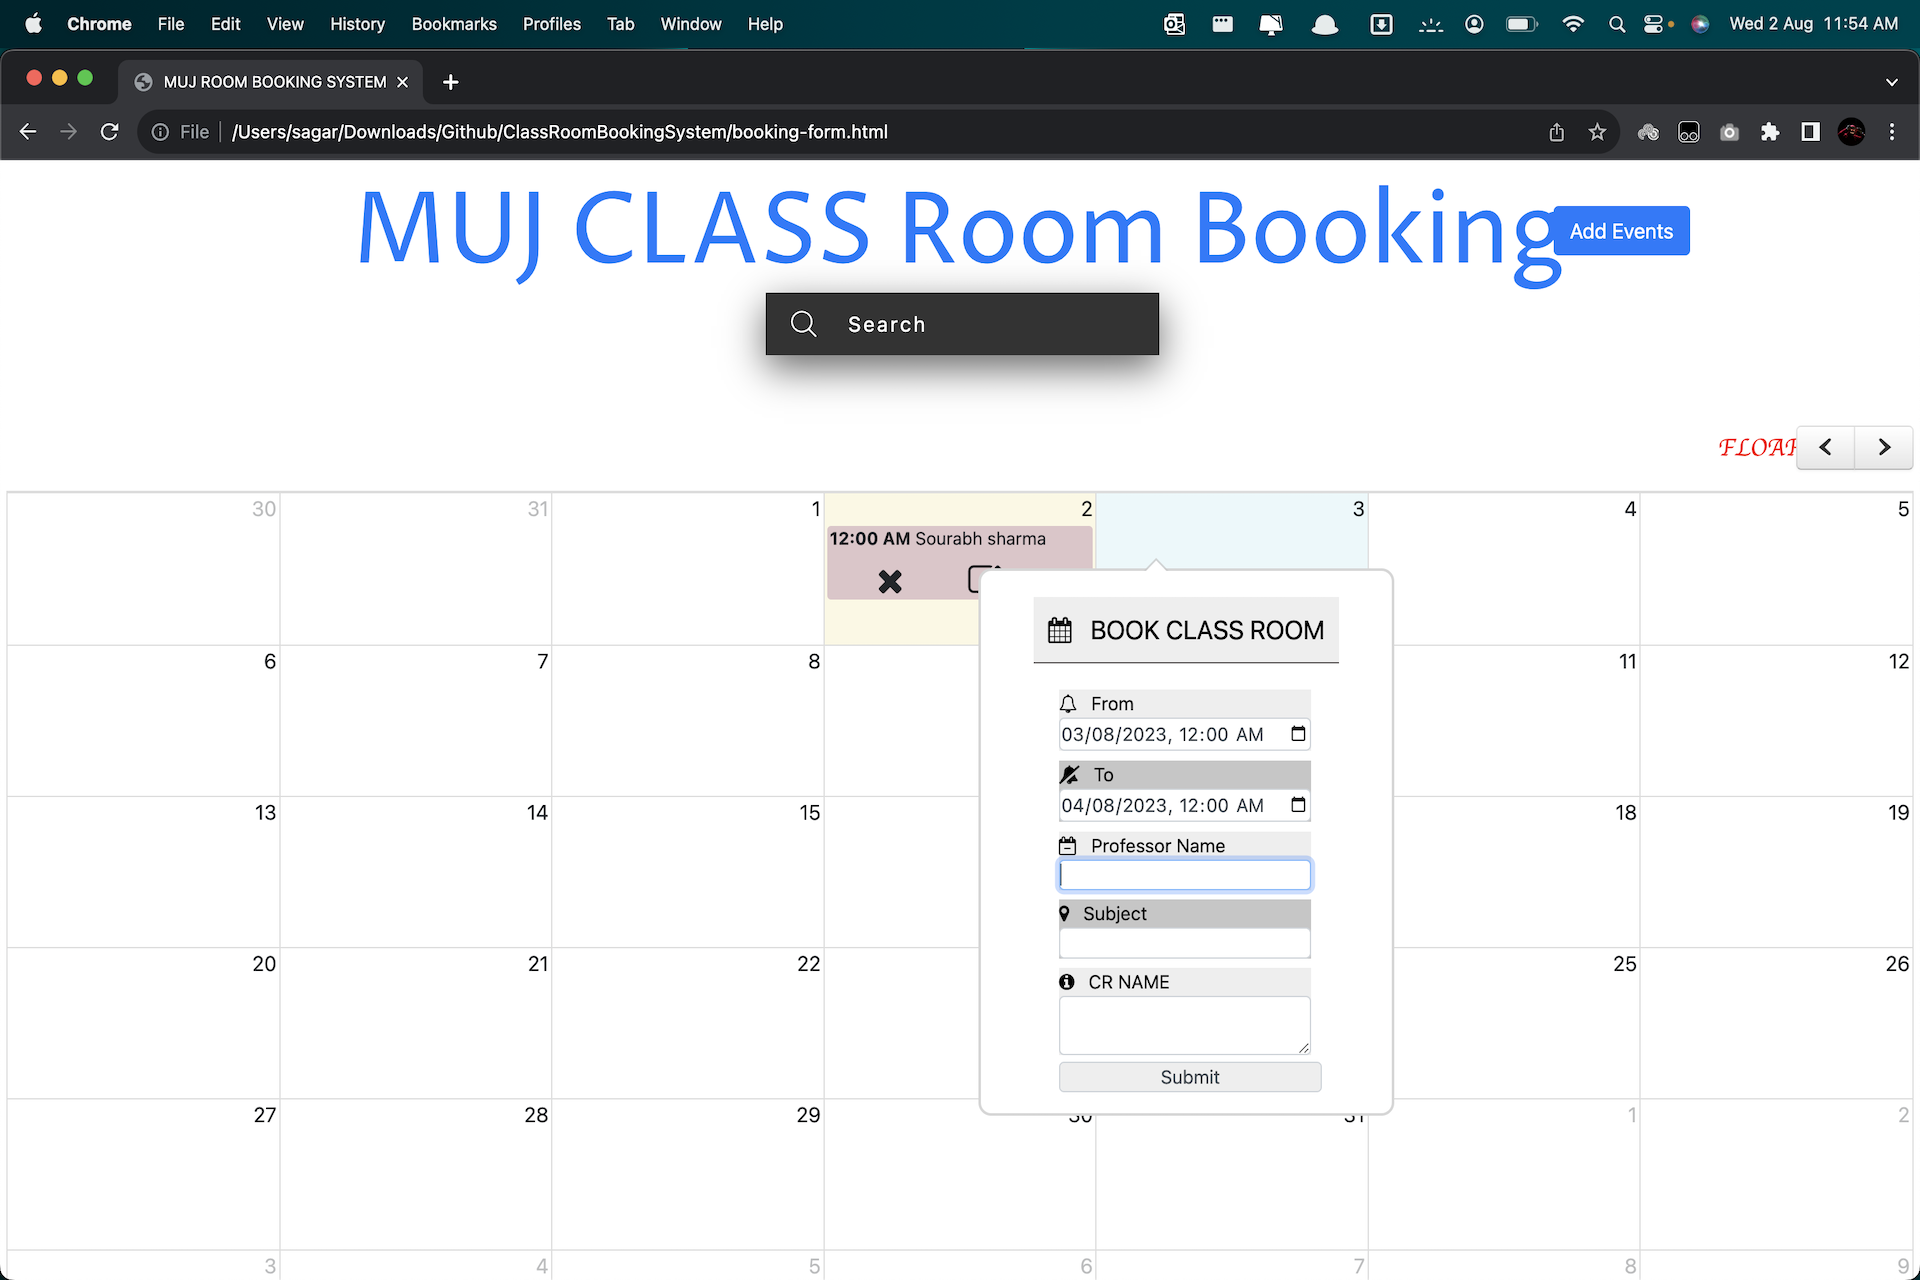 Chrome File Edit View History Bookmarks Profiles Tab Window Help Wed 2 Aug 11:54 AM
MUJ ROOM BOOKING SYSTEM
File /Users/sagar/Downloads/Github/ClassRoomBookingSystem/booking-form.html
MUJ CLASS Room Booking Add Events
Search
30 31 1 2 3 4 5
12:00 AM Sourabh sharma
BOOK CLASS ROOM
From
03/08/2023, 12:00 AM
To
04/08/2023, 12:00 AM
Professor Name
Subject
CR NAME
Submit
6 7 8 11 12
13 14 15 18 19
20 21 22 25 26
27 28 29 30 31 1 2
3 4 5 6 7 8 9